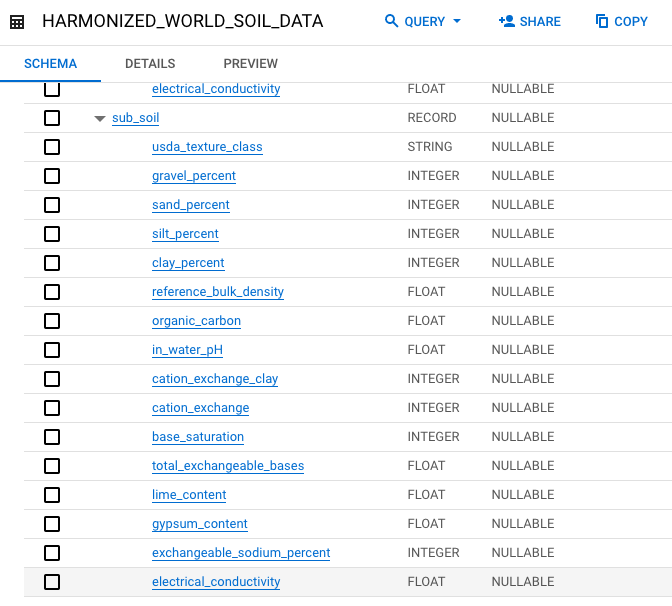 HARMONIZED_WORLD_SOIL_DATA QUERY SHARE COPY
SCHEMA DETAILS PREVIEW
electrical_conductivity FLOAT NULLABLE
sub_soil RECORD NULLABLE
usda_texture_class STRING NULLABLE
gravel_percent INTEGER NULLABLE
sand_percent INTEGER NULLABLE
silt_percent INTEGER NULLABLE
clay_percent INTEGER NULLABLE
reference_bulk_density FLOAT NULLABLE
organic_carbon FLOAT NULLABLE
in_water_pH FLOAT NULLABLE
cation_exchange_clay INTEGER NULLABLE
cation_exchange INTEGER NULLABLE
base_saturation INTEGER NULLABLE
total_exchangeable_bases FLOAT NULLABLE
lime_content FLOAT NULLABLE
gypsum_content FLOAT NULLABLE
exchangeable_sodium_percent INTEGER NULLABLE
electrical_conductivity FLOAT NULLABLE